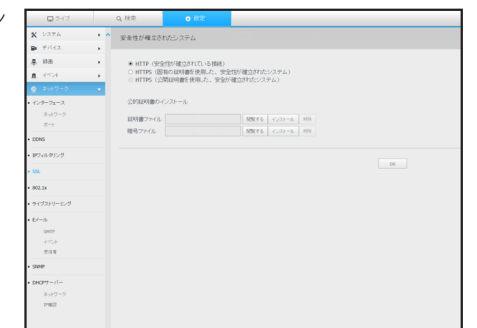 ライブ
検索
設定
システム
デバイス
録画
イベント
ネットワーク
インターフェース
ネットワーク
ポート
DDNS
IPフィルタリング
SSL
802.1x
ライブストリーミング
Eメール
SMTP
イベント
受信者
SNMP
DHCPサーバー
ネットワーク
IP確認
安全性が確立されたシステム
HTTP (安全性が確立されている接続)
HTTPS (固有の証明書を使用した、安全性が確立されたシステム)
HTTPS (公開証明書を使用した、安全性が確立されたシステム)
公的証明書のインストール
証明書ファイル 閲覧する インストール 削除
暗号ファイル 閲覧する インストール 削除
OK